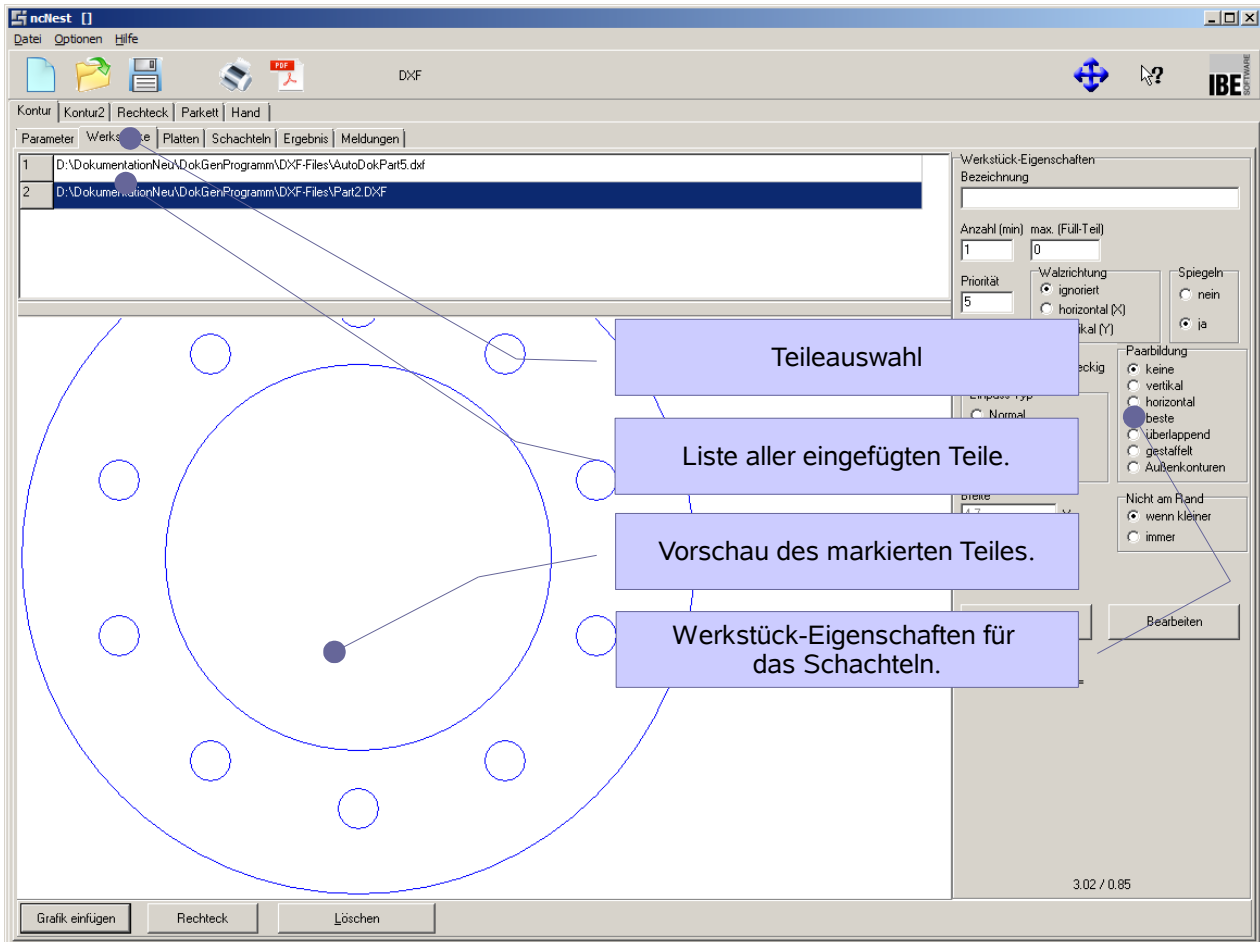 ncNest []
Datei Optionen Hilfe
PDF
DXF
?
IBE SOFTWARE
Kontur Kontur2 Rechteck Parkett Hand
Parameter Platten Schachteln Ergebnis Meldungen
1 D:\DokumentationNeu\DokGenProgramm\DXF-Files\AutoDokPart5.dxf
2 D:\DokumentationNeu\DokGenProgramm\DXF-Files\Part2.DXF
Werkstück-Eigenschaften
Bezeichnung
Anzahl (min) max. (Füll-Teil)
1 0
Priorität
5
Walzrichtung
ignoriert
horizontal (X)
(Y)
Spiegeln
nein
ja
Teileauswahl
Paarbildung
keine
vertikal
horizontal
beste
überlappend
gestaffelt
Außenkonturen
Normal
Liste aller eingefügten Teile.
Breite
Nicht am Rand
wenn kleiner
immer
Vorschau des markierten Teiles.
Werkstück-Eigenschaften für
das Schachteln.
Bearbeiten
3.02 / 0.85
Grafik einfügen Rechteck Löschen